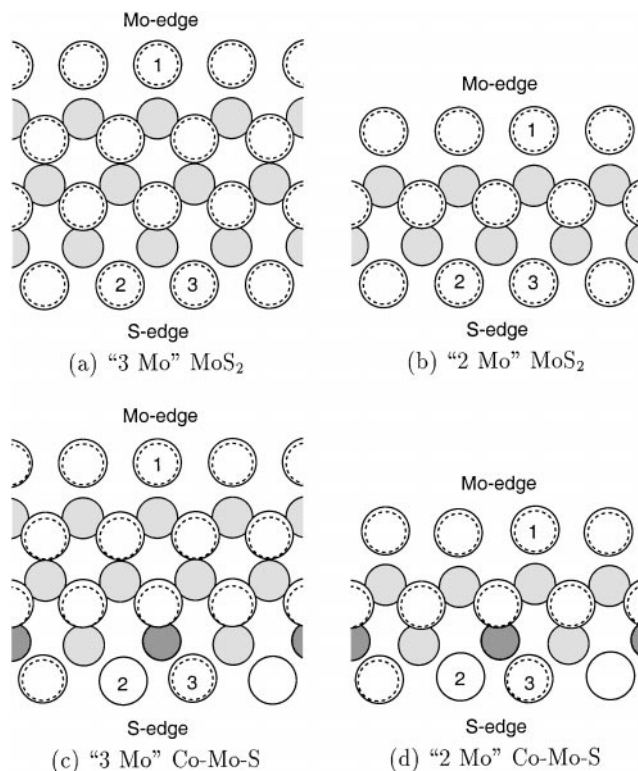 Mo-edge
1
2
3
S-edge
(a) “3 Mo” MoS₂
Mo-edge
1
2
3
S-edge
(b) “2 Mo” MoS₂
Mo-edge
1
2
3
S-edge
(c) “3 Mo” Co-Mo-S
Mo-edge
1
2
3
S-edge
(d) “2 Mo” Co-Mo-S